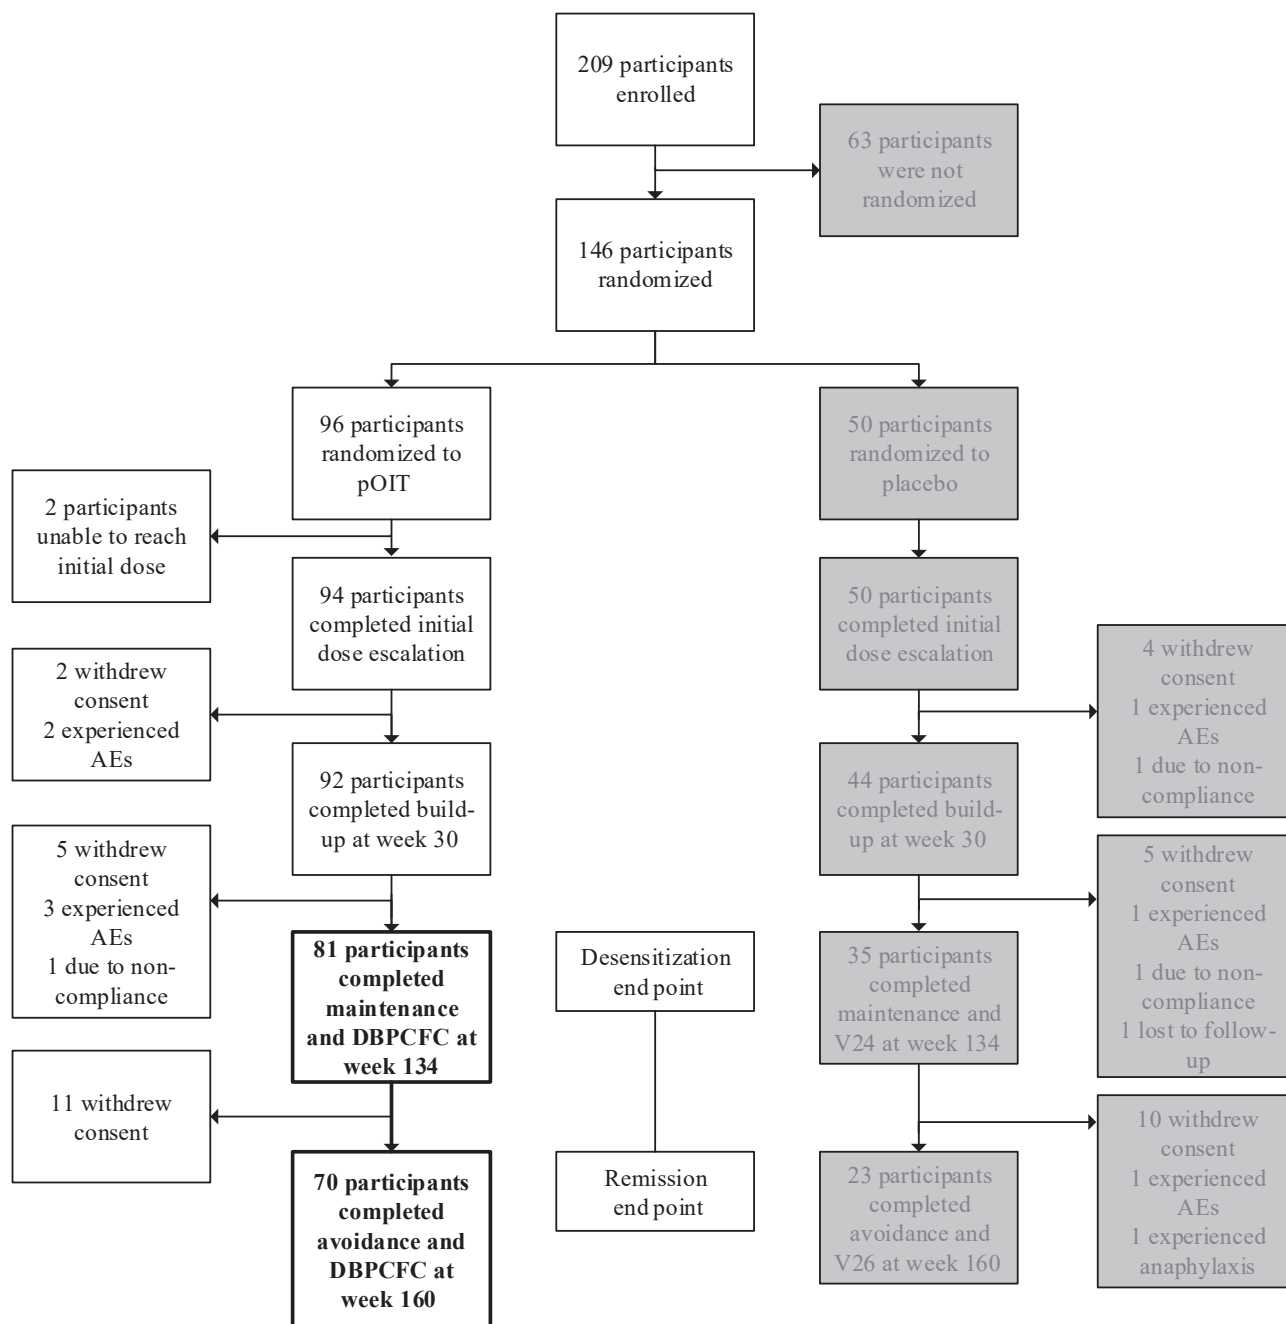 209 participants
enrolled
63 participants
were not
randomized
146 participants
randomized
96 participants
randomized to
pOIT
50 participants
randomized to
placebo
2 participants
unable to reach
initial dose
94 participants
completed initial
dose escalation
50 participants
completed initial
dose escalation
2 withdrew
consent
2 experienced
AEs
4 withdrew
consent
1 experienced
AEs
1 due to non-
compliance
92 participants
completed build-
up at week 30
44 participants
completed build-
up at week 30
5 withdrew
consent
3 experienced
AEs
1 due to non-
compliance
5 withdrew
consent
1 experienced
AEs
1 due to non-
compliance
1 lost to follow-
up
81 participants
completed
maintenance
and DBPCFC at
week 134
Desensitization
end point
35 participants
completed
maintenance and
V24 at week 134
11 withdrew
consent
10 withdrew
consent
1 experienced
AEs
1 experienced
anaphylaxis
70 participants
completed
avoidance and
DBPCFC at
week 160
Remission
end point
23 participants
completed
avoidance and
V26 at week 160